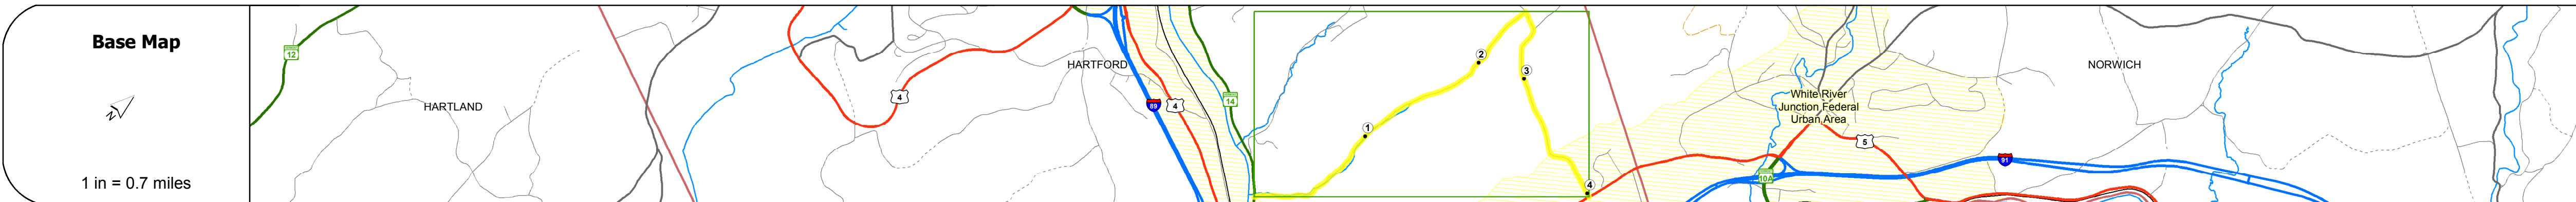 Base Map
N
1 in = 0.7 miles
12
HARTLAND
4
HARTFORD
89
4
14
1
2
3
4
White River
Junction Federal
Urban Area
5
10A
91
NORWICH